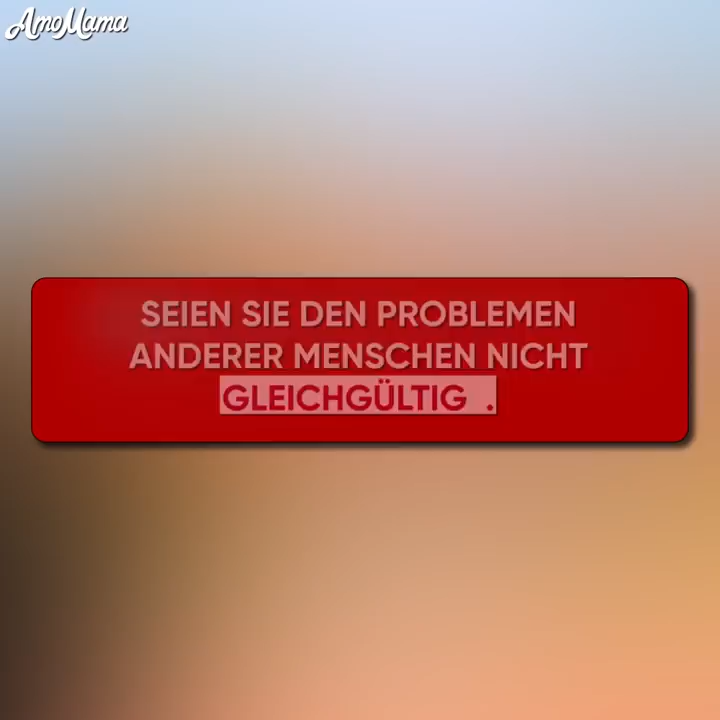 AmoMama
SEIEN SIE DEN PROBLEMEN
ANDERER MENSCHEN NICHT
GLEICHGÜLTIG .